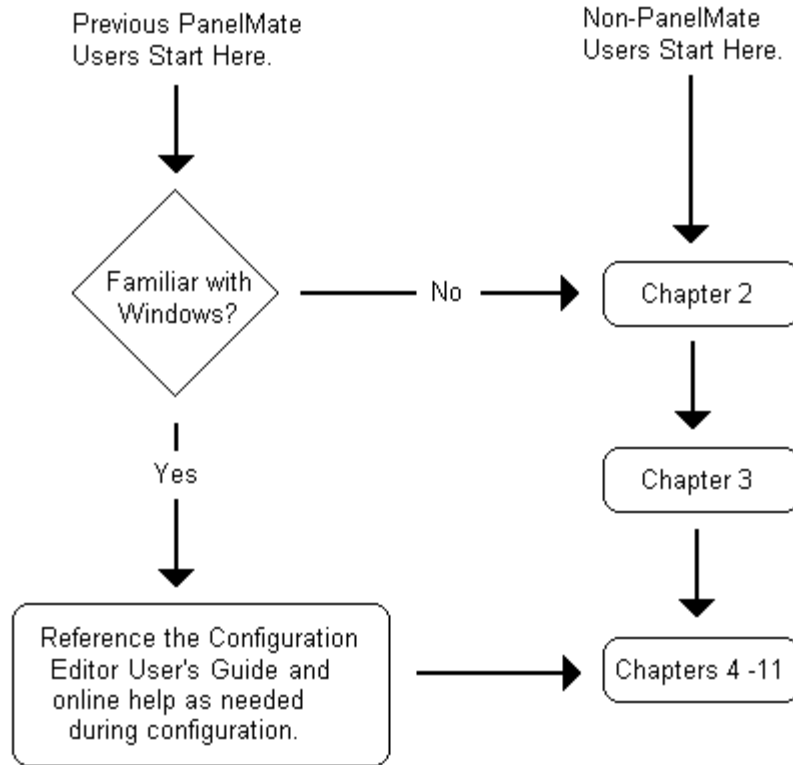 Previous PanelMate
Users Start Here.
Non-PanelMate
Users Start Here.
Familiar with
Windows?
No
Chapter 2
Yes
Chapter 3
Reference the Configuration
Editor User's Guide and
online help as needed
during configuration.
Chapters 4 -11